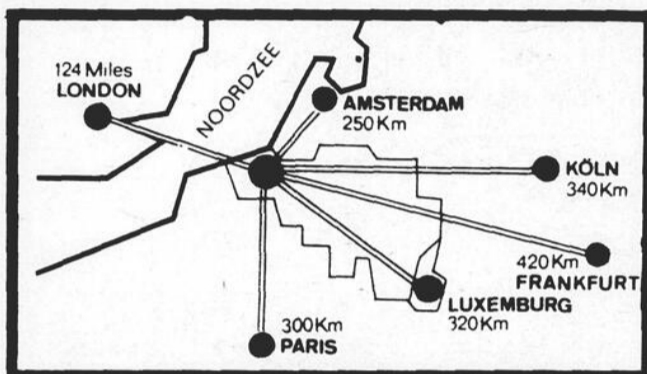 124 Miles
LONDON
NOORDZEE
AMSTERDAM
250 Km
KÖLN
340 Km
420 Km
FRANKFURT
LUXEMBURG
320 Km
300 Km
PARIS